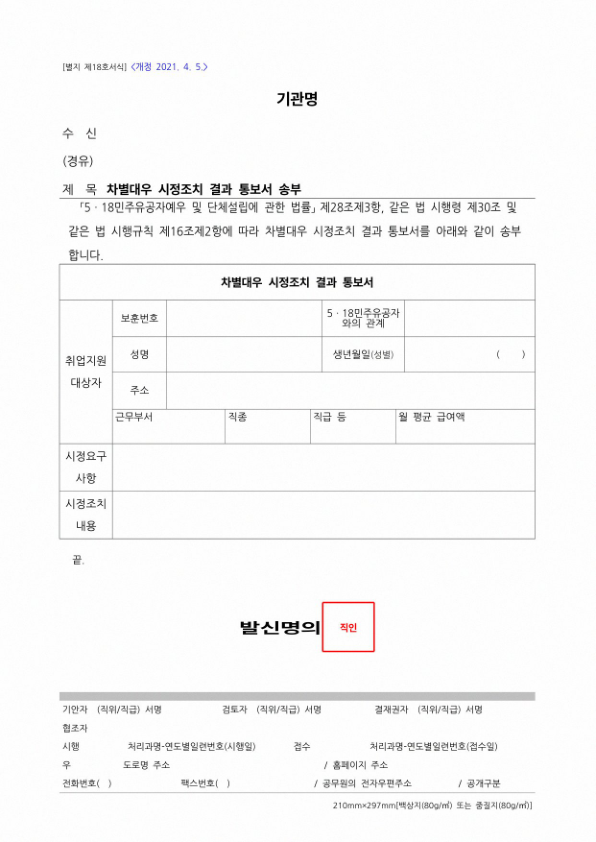 [별지 제18호서식] <개정 2021. 4. 5.>
기관명
수 신
(경유)
제 목 차별대우 시정조치 결과 통보서 송부
「5ㆍ18민주유공자예우 및 단체설립에 관한 법률」 제28조제3항, 같은 법 시행령 제30조 및
같은 법 시행규칙 제16조제2항에 따라 차별대우 시정조치 결과 통보서를 아래와 같이 송부
합니다.
차별대우 시정조치 결과 통보서
취업지원
대상자
보훈번호
5ㆍ18민주유공자
와의 관계
성명
생년월일(성별)
( )
주소
근무부서 직종 직급 등 월 평균 급여액
시정요구
사항
시정조치
내용
끝.
발신명의 직인
기안자 (직위/직급) 서명 검토자 (직위/직급) 서명 결재권자 (직위/직급) 서명
협조자
시행 처리과명-연도별일련번호(시행일) 접수 처리과명-연도별일련번호(접수일)
우 도로명 주소 / 홈페이지 주소
전화번호( ) 팩스번호( ) / 공무원의 전자우편주소 / 공개구분
210mm×297mm[백상지(80g/㎡) 또는 중질지(80g/㎡)]